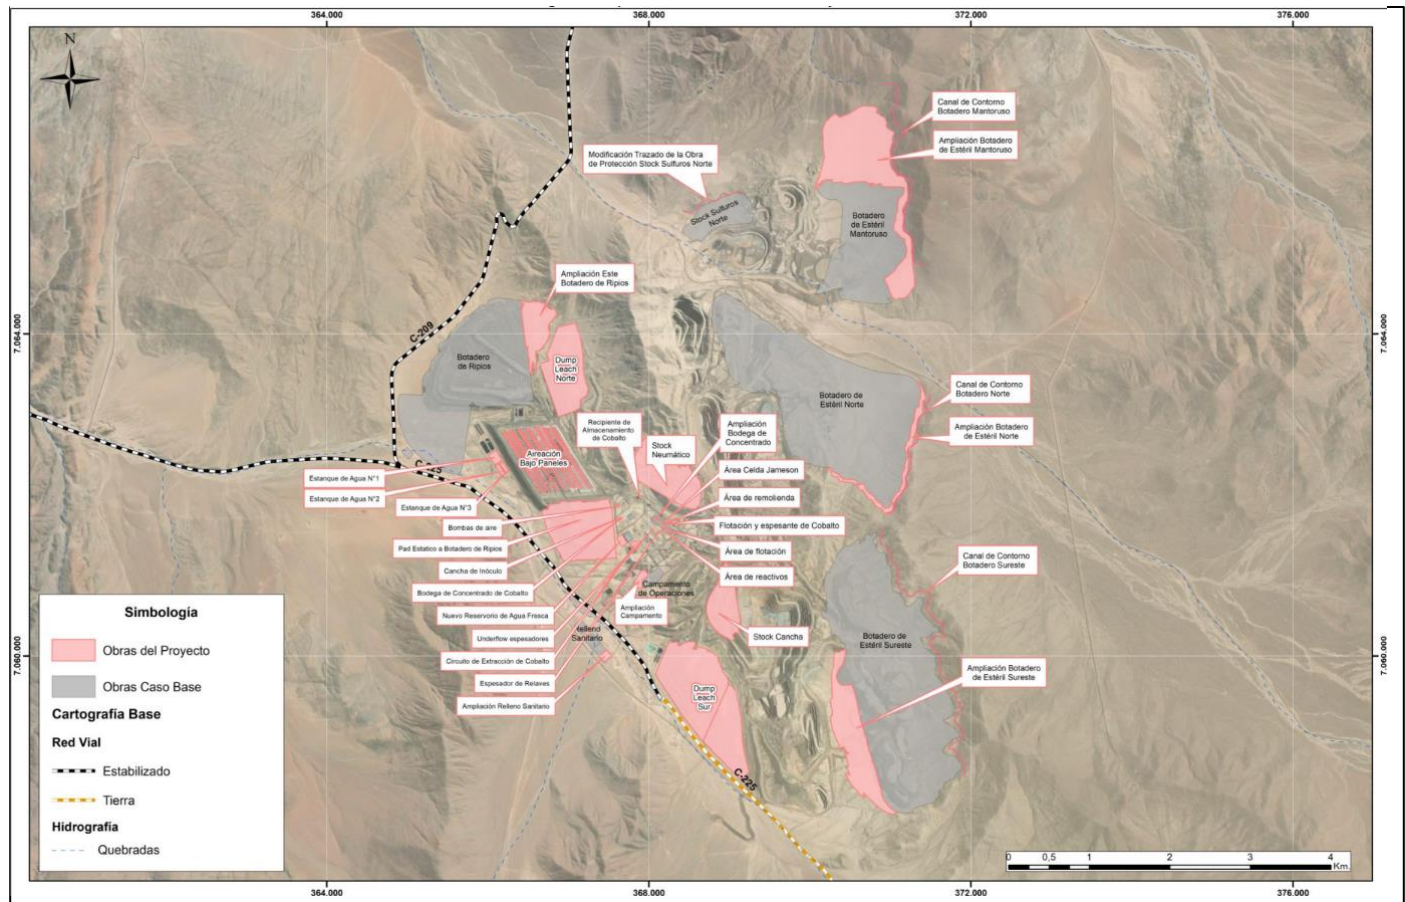 364.000
368.000
372.000
376.000
N
Canal de Contorno
Botadero Mantoruso
Ampliación Botadero
de Estéril Mantoruso
Modificación Trazado de la Obra
de Protección Stock Sulfuros Norte
Stock Sulfuros
Norte
Botadero
de Estéril
Mantoruso
Ampliación Este
Botadero de Ripios
7.064.000
7.064.000
C-209
Botadero
de Ripios
Dump
Leach
Norte
Botadero de
Estéril Norte
Canal de Contorno
Botadero Norte
Ampliación Botadero
de Estéril Norte
Recipiente de
Almacenamiento
de Cobalto
Stock
Neumático
Ampliación
Bodega de
Concentrado
Aireación
Bajo Paneles
Área Celda Jameson
C-225
Estanque de Agua N°1
Estanque de Agua N°2
Estanque de Agua N°3
Área de remolienda
Bombas de aire
Flotación y espesante de Cobalto
Pad Estatico a Botadero de Ripios
Área de flotación
Cancha de Inóculo
Área de reactivos
Canal de Contorno
Botadero Sureste
Bodega de Concentrado de Cobalto
Campamento
de Operaciones
Nuevo Reservorio de Agua Fresca
Ampliación
Campamento
Relleno
Sanitario
Underflow espesadores
Stock Cancha
Botadero de
Estéril Sureste
Circuito de Extracción de Cobalto
Espesador de Relaves
Ampliación Relleno Sanitario
7.060.000
7.060.000
Ampliación Botadero
de Estéril Sureste
Dump
Leach
Sur
C-225
Simbología
Obras del Proyecto
Obras Caso Base
Cartografía Base
Red Vial
Estabilizado
Tierra
Hidrografía
Quebradas
0 0,5 1 2 3 4
Km.
364.000
368.000
372.000
376.000